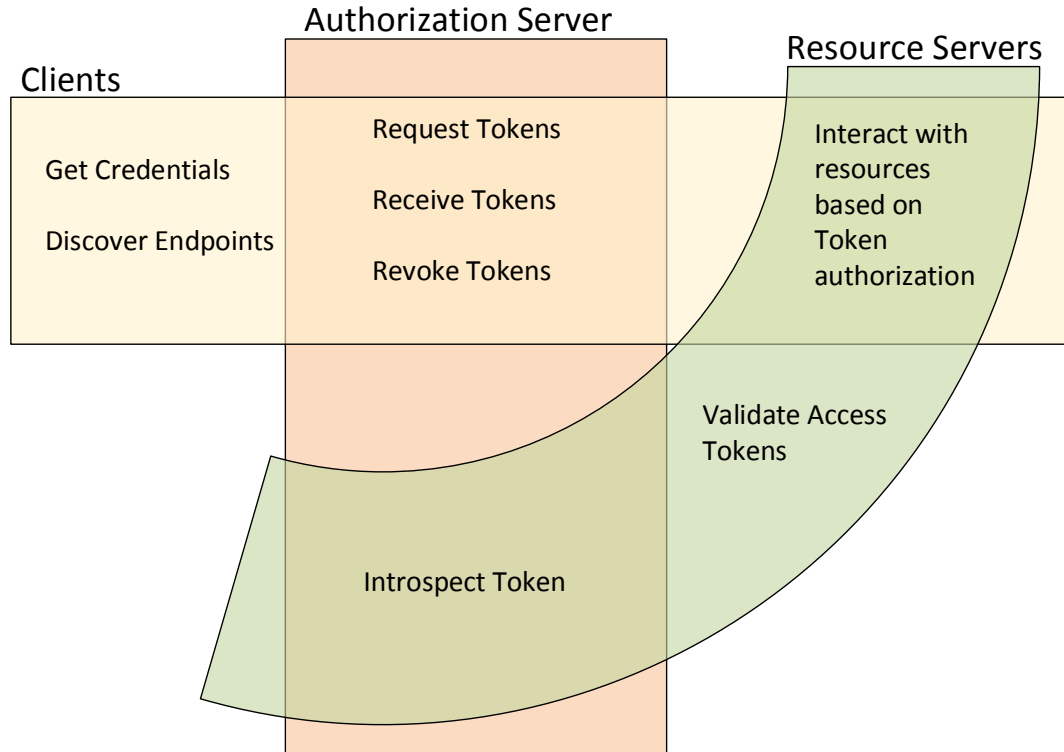 Authorization Server
Resource Servers
Clients
Get Credentials
Discover Endpoints
Request Tokens
Receive Tokens
Revoke Tokens
Interact with
resources
based on
Token
authorization
Validate Access
Tokens
Introspect Token